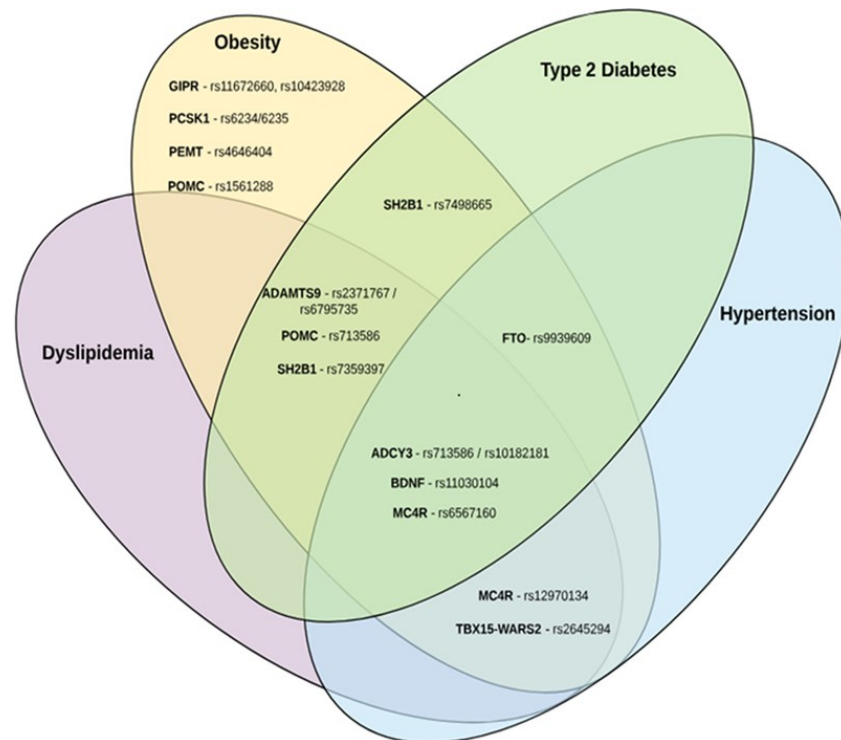 Obesity
GIPR - rs11672660, rs10423928
PCSK1 - rs6234/6235
PEMT - rs4646404
POMC - rs1561288
Type 2 Diabetes
SH2B1 - rs7498665
ADAMTS9 - rs2371767 /
rs6795735
POMC - rs713586
SH2B1 - rs7359397
Hypertension
FTO- rs9939609
Dyslipidemia
ADCY3 - rs713586 / rs10182181
BDNF - rs11030104
MC4R - rs6567160
MC4R - rs12970134
TBX15-WARS2 - rs2645294